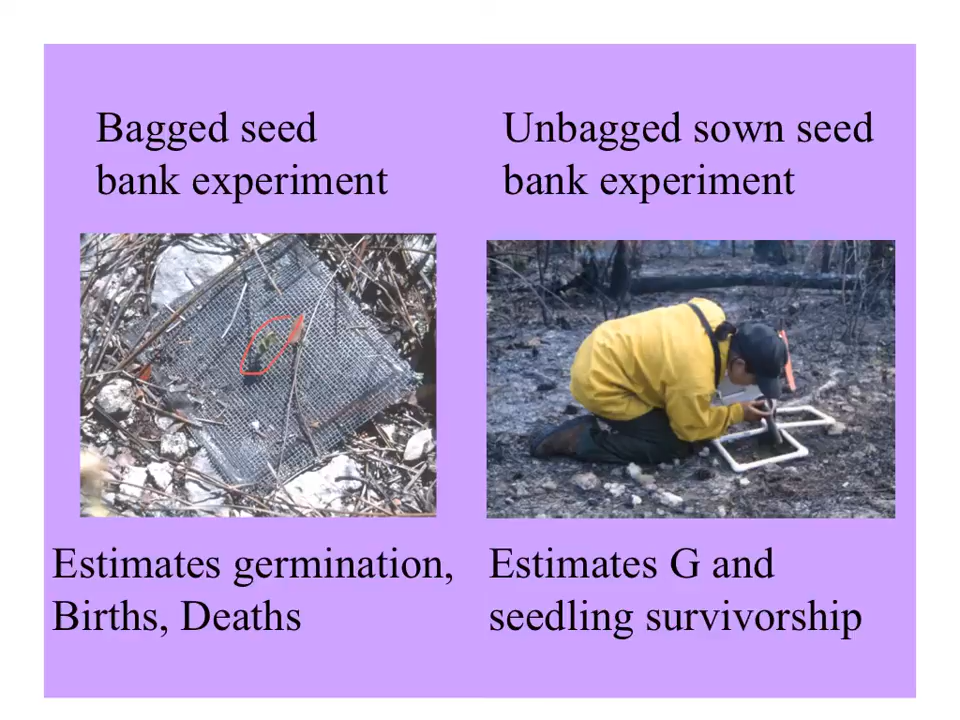 Bagged seed
bank experiment
Unbagged sown seed
bank experiment
Estimates germination,
Births, Deaths
Estimates G and
seedling survivorship